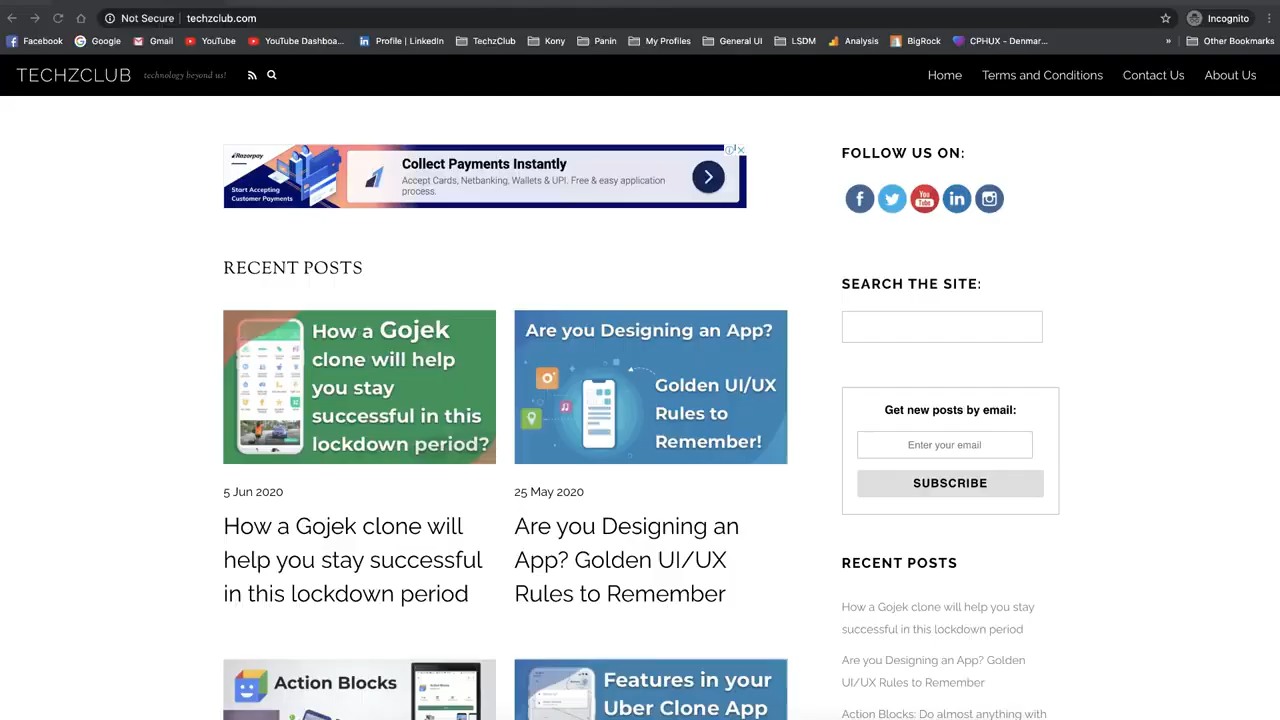 Not Secure | techzclub.com
Incognito
Facebook
Google
Gmail
YouTube
YouTube Dashboa...
Profile | LinkedIn
TechzClub
Kony
Panin
My Profiles
General UI
LSDM
Analysis
BigRock
CPHUX - Denmar...
»
Other Bookmarks
TECHZCLUB
technology beyond us!
Home
Terms and Conditions
Contact Us
About Us
Razorpay
Start Accepting
Customer Payments
Collect Payments Instantly
Accept Cards, Netbanking, Wallets & UPI. Free & easy application
process.
FOLLOW US ON:
You
Tube
SEARCH THE SITE:
Get new posts by email:
Enter your email
SUBSCRIBE
RECENT POSTS
How a Gojek
clone will help
you stay
successful in this
lockdown period?
5 Jun 2020
How a Gojek clone will
help you stay successful
in this lockdown period
Are you Designing an App?
Golden UI/UX
Rules to
Remember!
25 May 2020
Are you Designing an
App? Golden UI/UX
Rules to Remember
Action Blocks
Features in your
Uber Clone App
RECENT POSTS
How a Gojek clone will help you stay
successful in this lockdown period
Are you Designing an App? Golden
UI/UX Rules to Remember
Action Blocks: Do almost anything with